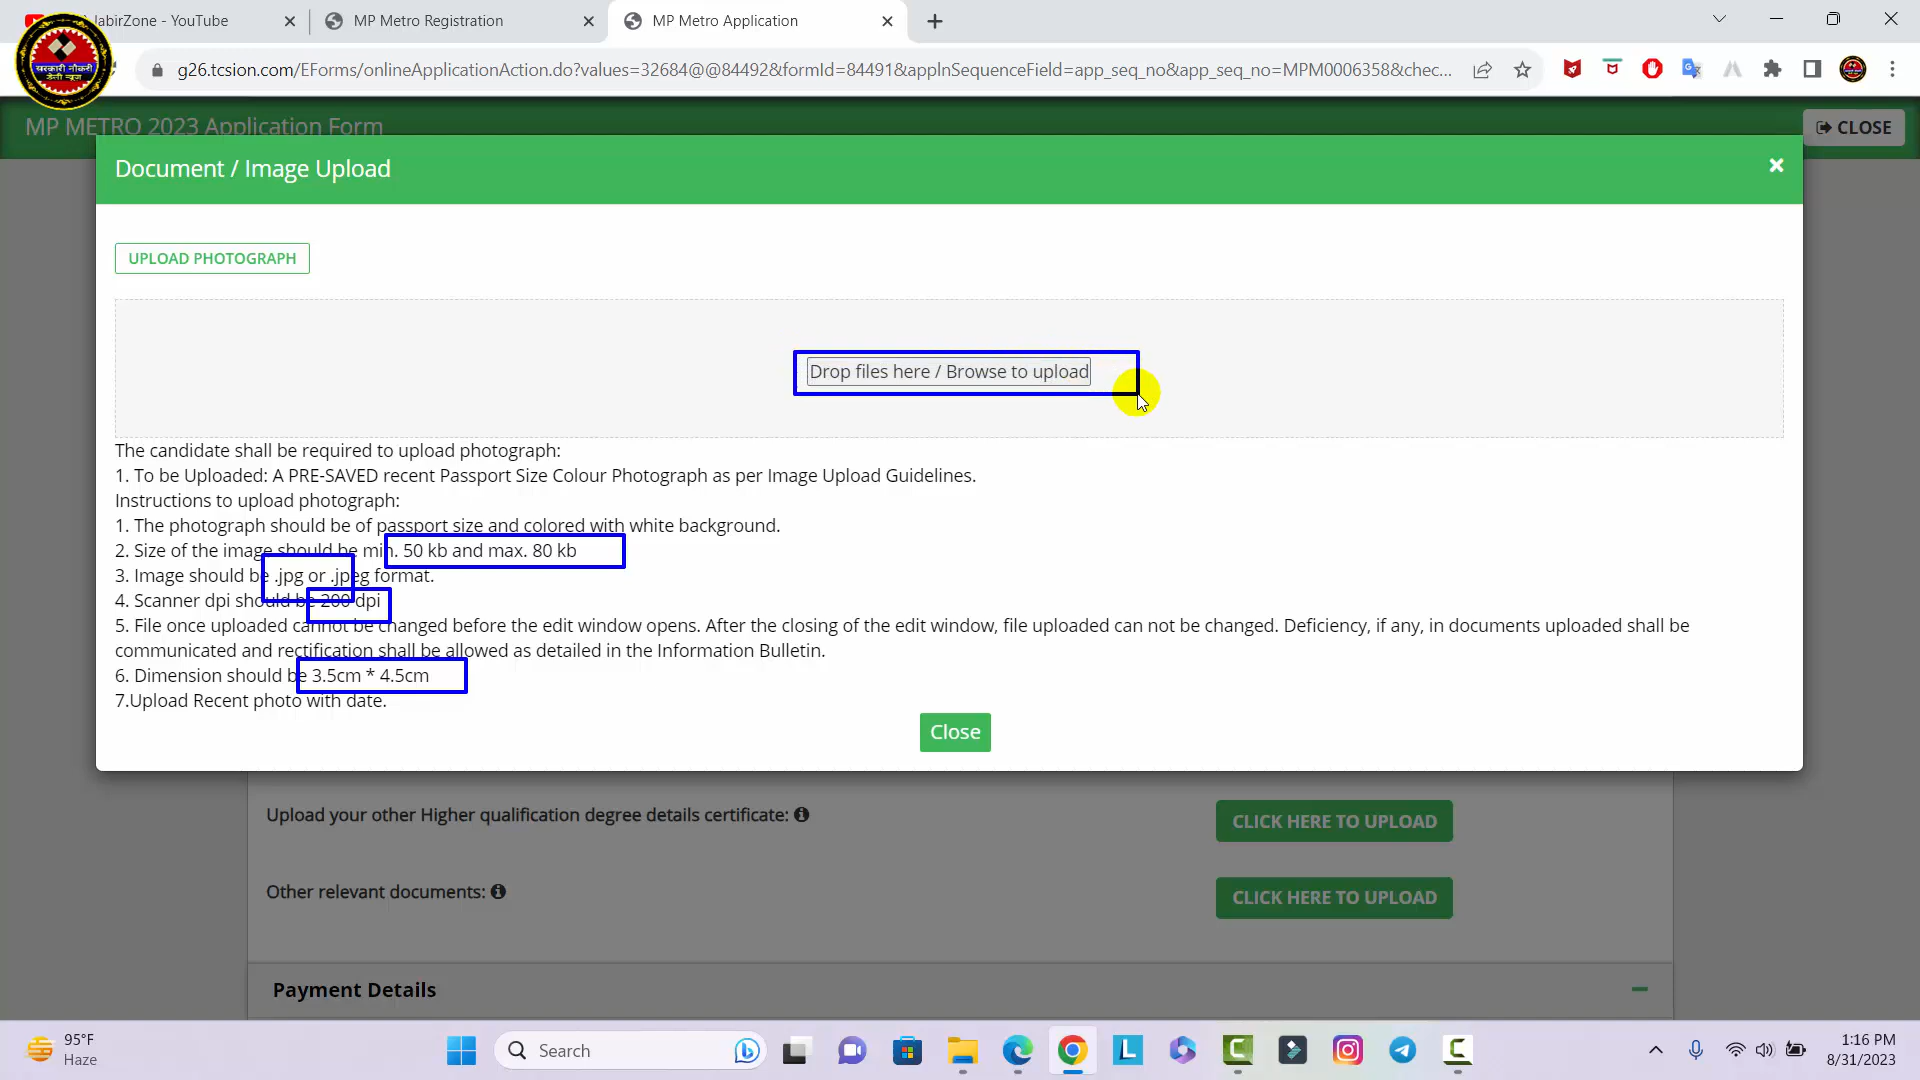 JabirZone - YouTube
MP Metro Registration
MP Metro Application
सरकारी नौकरी
डेली न्यूज
g26.tcsion.com/EForms/onlineApplicationAction.do?values=32684@@84492&formId=84491&applnSequenceField=app_seq_no&app_seq_no=MPM0006358&chec...
MP METRO 2023 Application Form
CLOSE
Document / Image Upload
UPLOAD PHOTOGRAPH
Drop files here / Browse to upload
The candidate shall be required to upload photograph:
1. To be Uploaded: A PRE-SAVED recent Passport Size Colour Photograph as per Image Upload Guidelines.
Instructions to upload photograph:
1. The photograph should be of passport size and colored with white background.
2. Size of the image should be min. 50 kb and max. 80 kb
3. Image should be .jpg or .jpeg format.
4. Scanner dpi should be 200 dpi
5. File once uploaded cannot be changed before the edit window opens. After the closing of the edit window, file uploaded can not be changed. Deficiency, if any, in documents uploaded shall be
communicated and rectification shall be allowed as detailed in the Information Bulletin.
6. Dimension should be 3.5cm * 4.5cm
7.Upload Recent photo with date.
Close
Upload your other Higher qualification degree details certificate:
CLICK HERE TO UPLOAD
Other relevant documents:
CLICK HERE TO UPLOAD
Payment Details
95°F
Haze
Search
1:16 PM
8/31/2023